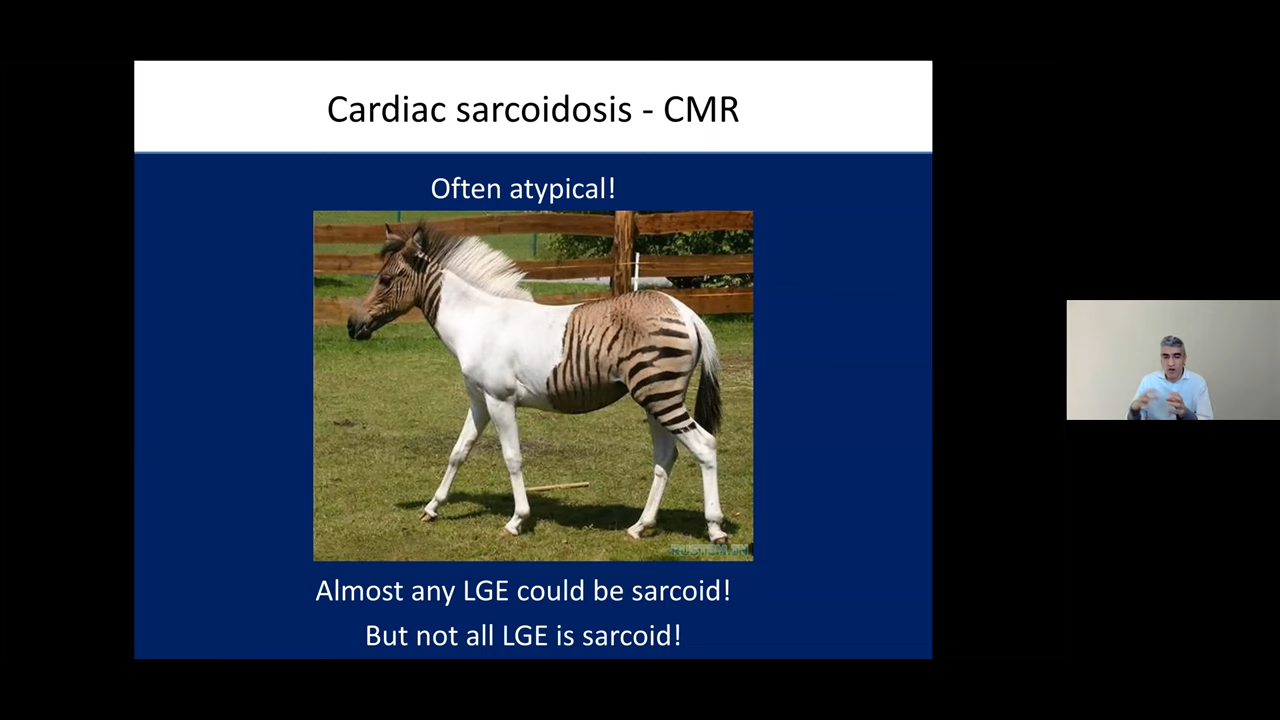 Cardiac sarcoidosis - CMR
Often atypical!
Almost any LGE could be sarcoid!
But not all LGE is sarcoid!